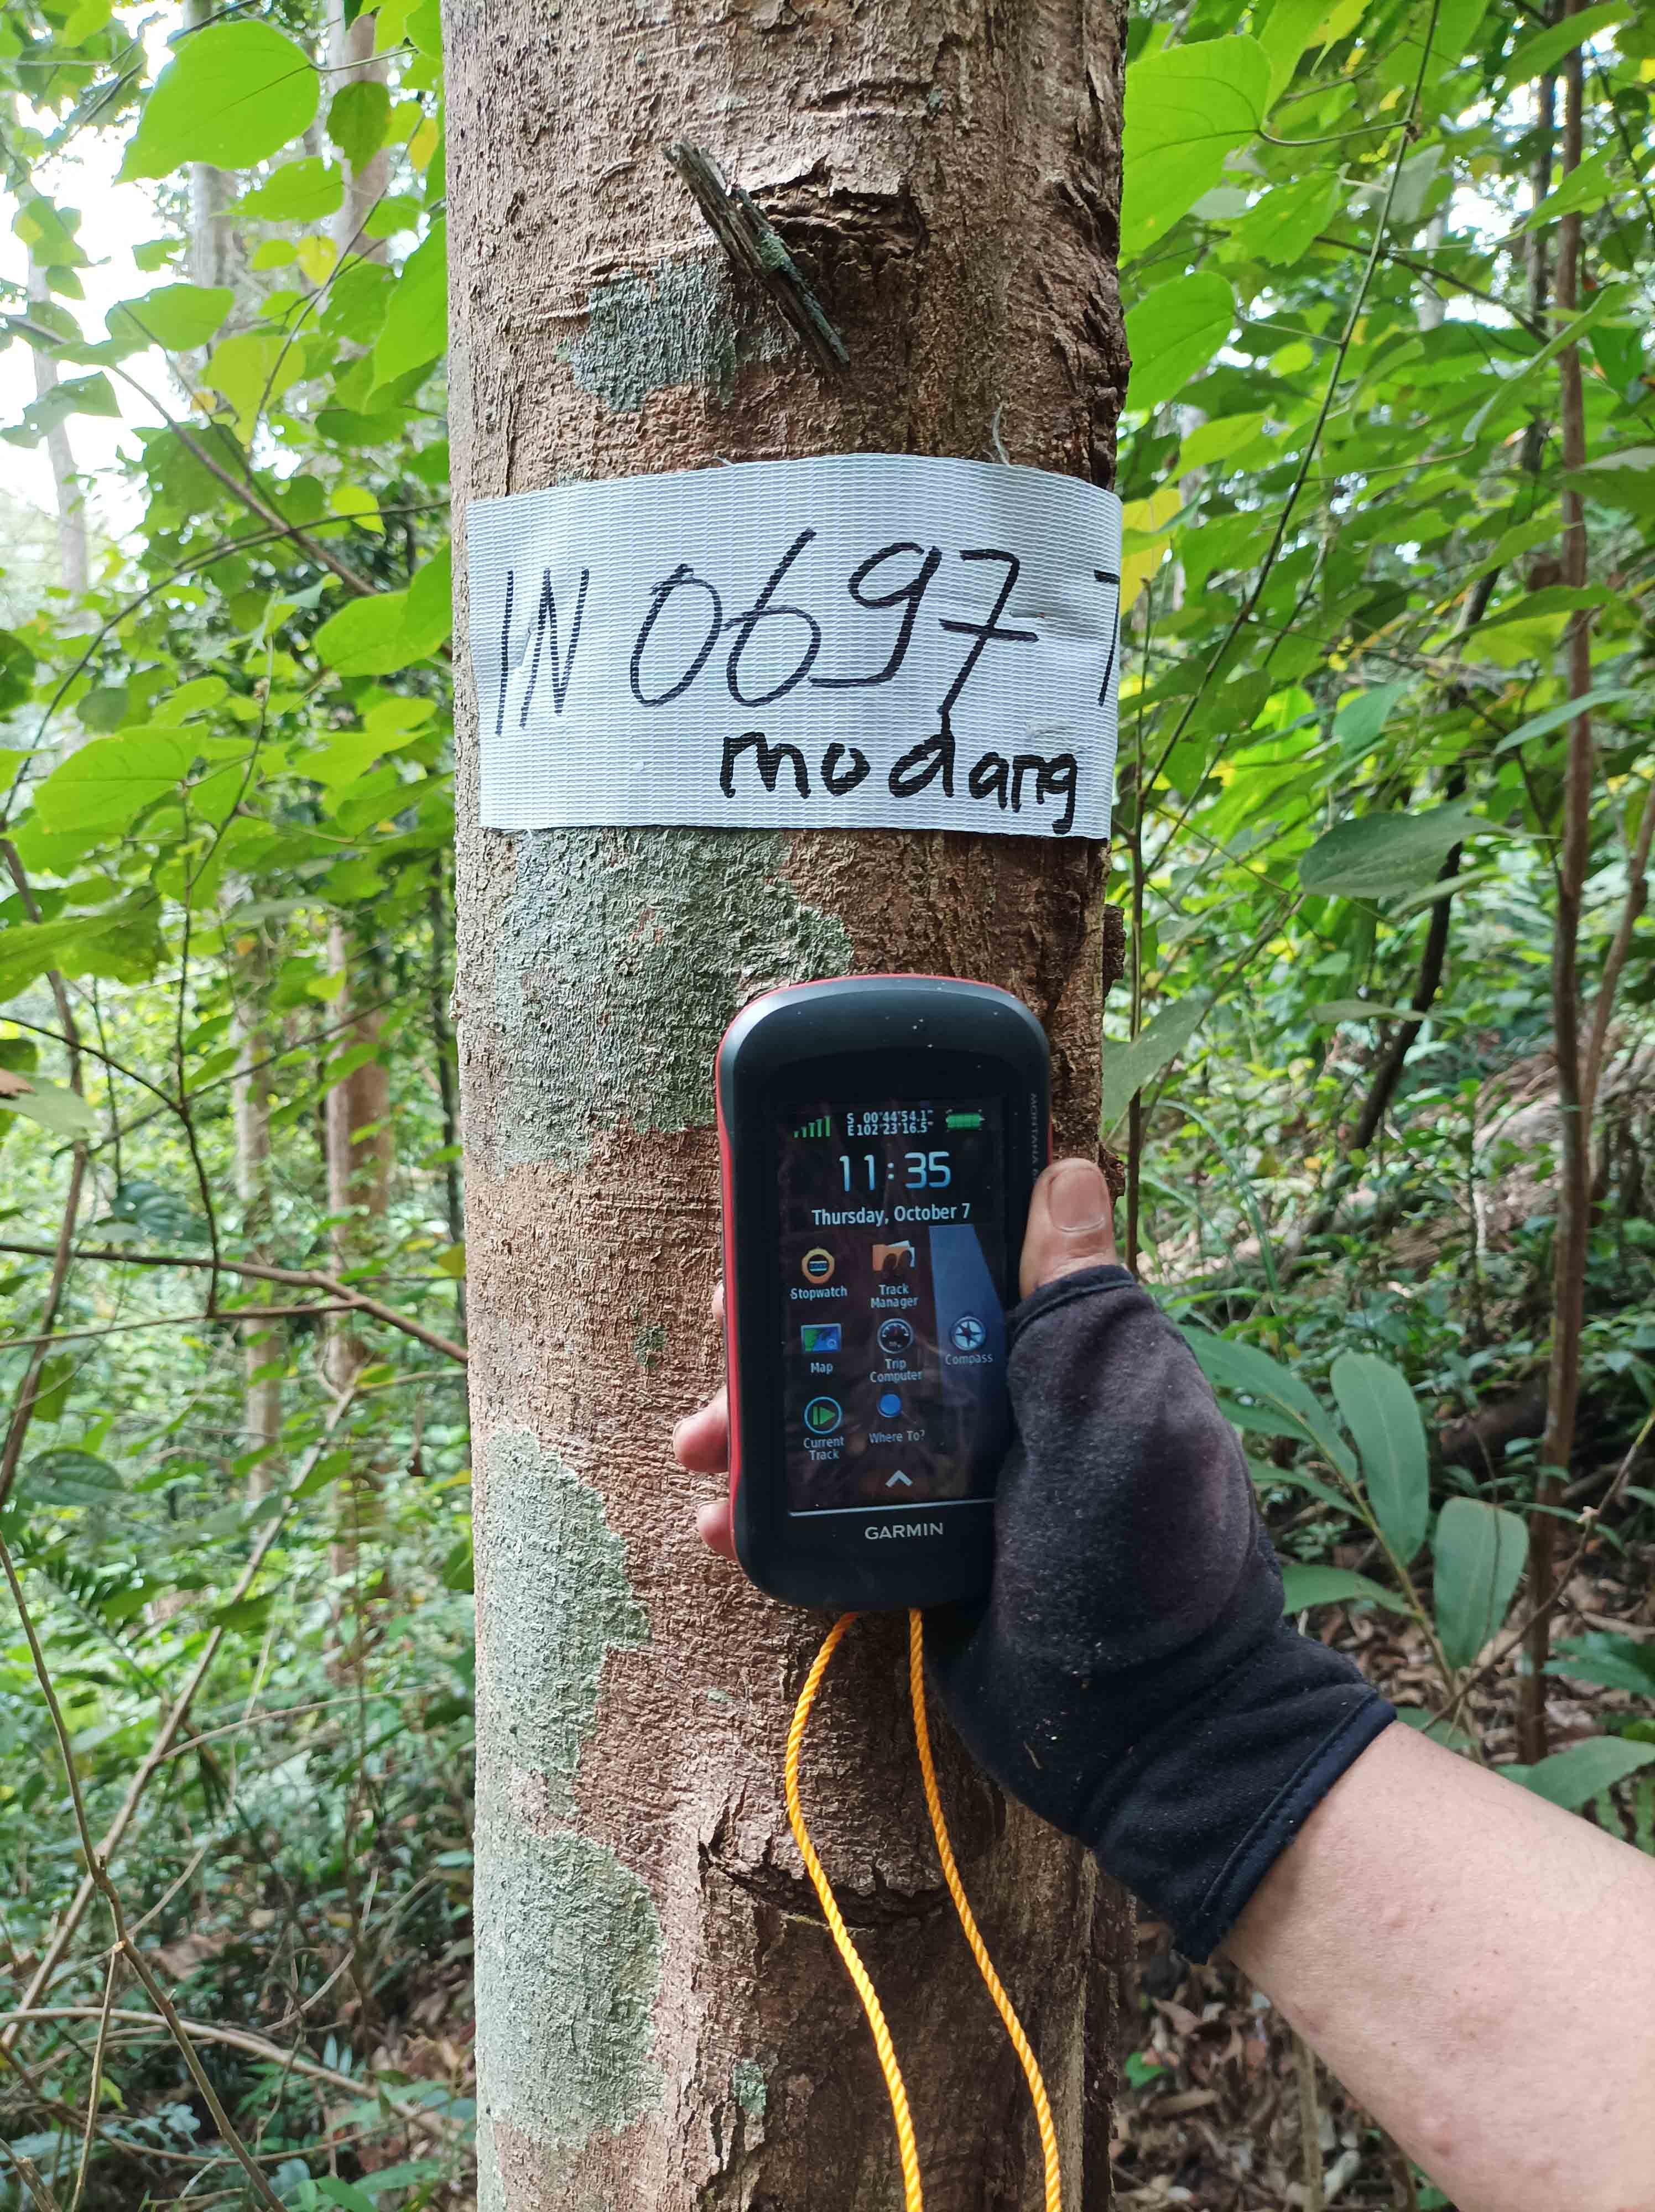 IN 0697 7
modang
S 00°44'54.1"
E102°23'16.5"
11:35
Thursday, October 7
Stopwatch
Track Manager
Map
Trip Computer
Compass
Current Track
Where To?
GARMIN
MONTANA